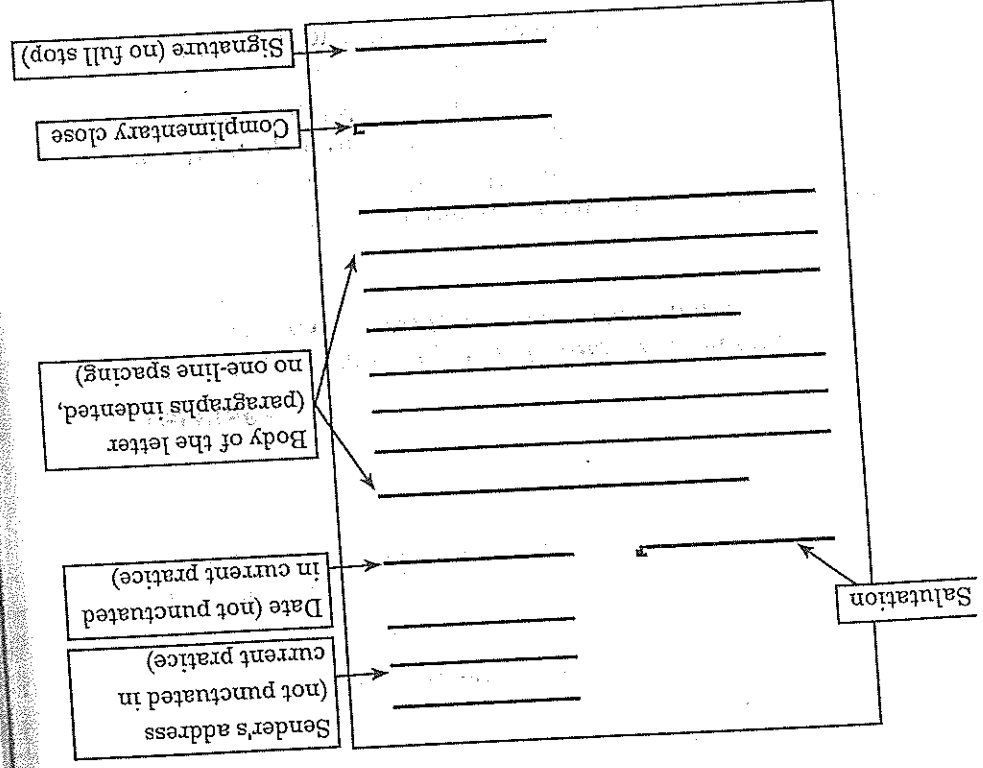 Sender's address
(not punctuated in
current pratice)
Date (not punctuated
in current pratice)
Salutation
Body of the letter
(paragraphs indented,
no one-line spacing)
Complimentary close
Signature (no full stop)